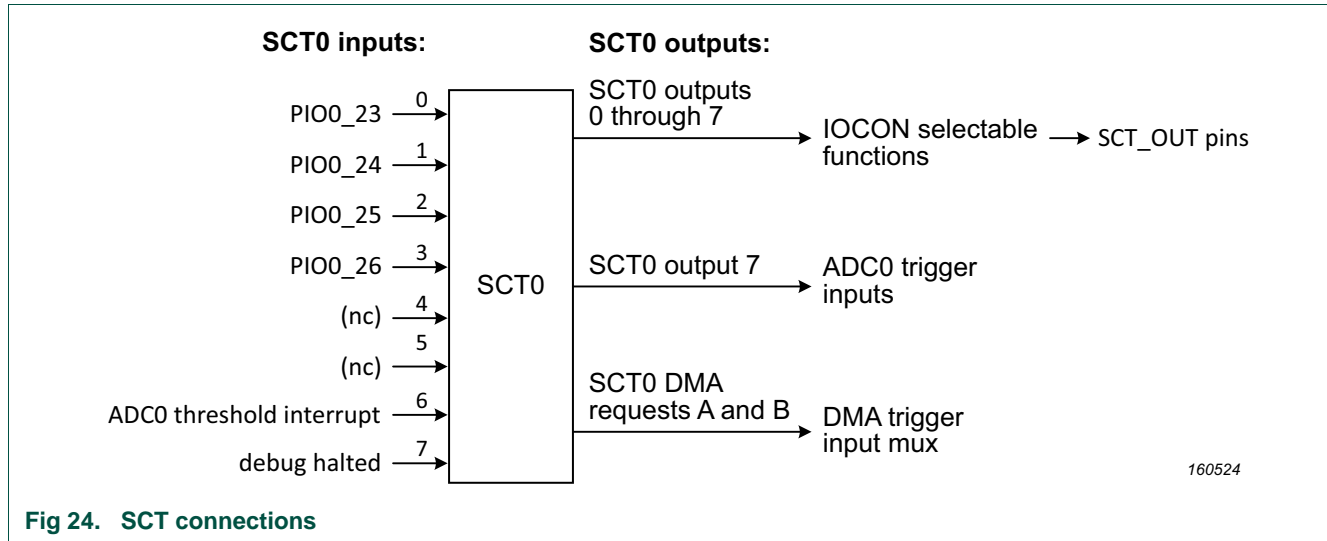 SCT0 inputs:
SCT0 outputs:
PIO0_23
0
PIO0_24
1
PIO0_25
2
PIO0_26
3
(nc)
4
(nc)
5
ADC0 threshold interrupt
6
debug halted
7
SCT0
SCT0 outputs
0 through 7
IOCON selectable
functions
SCT_OUT pins
SCT0 output 7
ADC0 trigger
inputs
SCT0 DMA
requests A and B
DMA trigger
input mux
160524
Fig 24. SCT connections